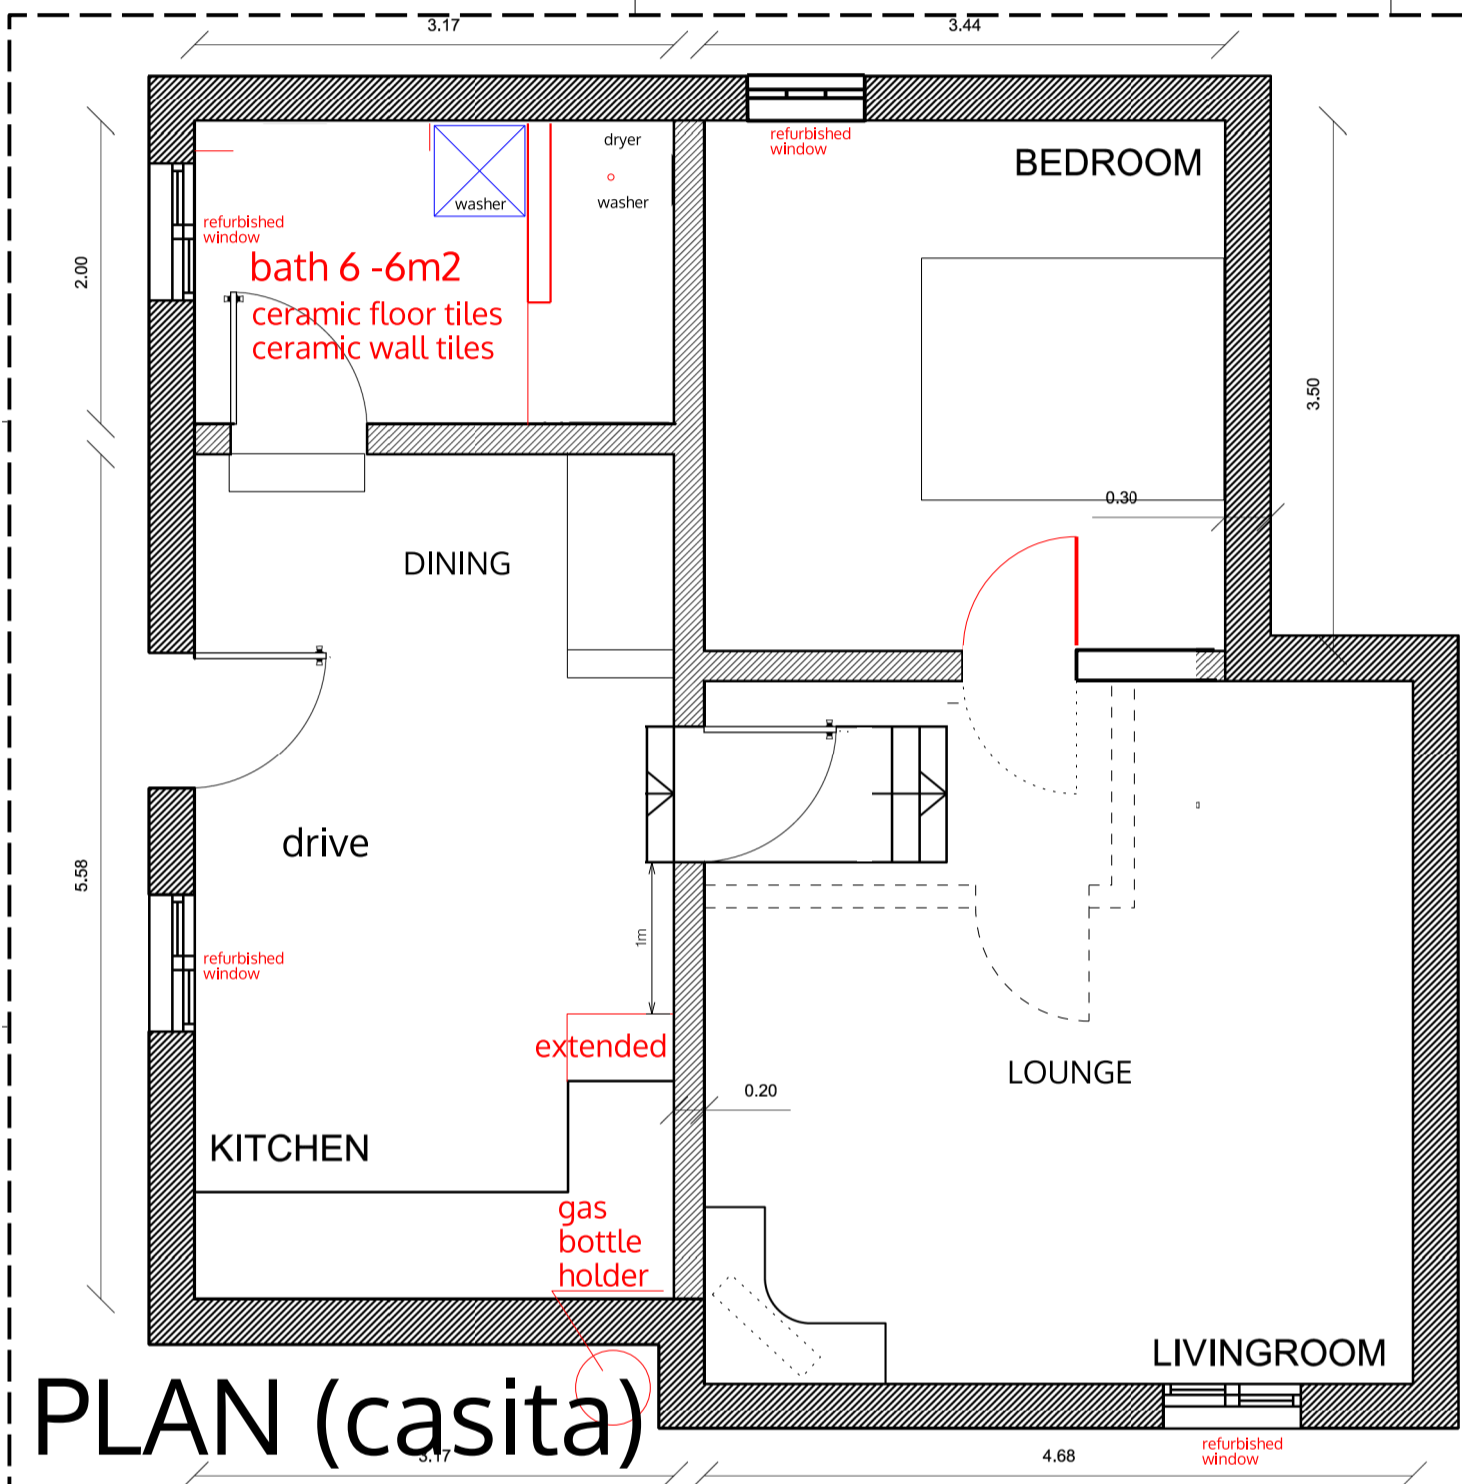 3.17
3.44
dryer
washer
washer
refurbished
window
BEDROOM
refurbished
window
bath 6 -6m2
ceramic floor tiles
ceramic wall tiles
2.00
3.50
0.30
DINING
drive
5.58
1m
refurbished
window
extended
LOUNGE
0.20
KITCHEN
gas
bottle
holder
LIVINGROOM
PLAN (casita)
3.17
4.68
refurbished
window